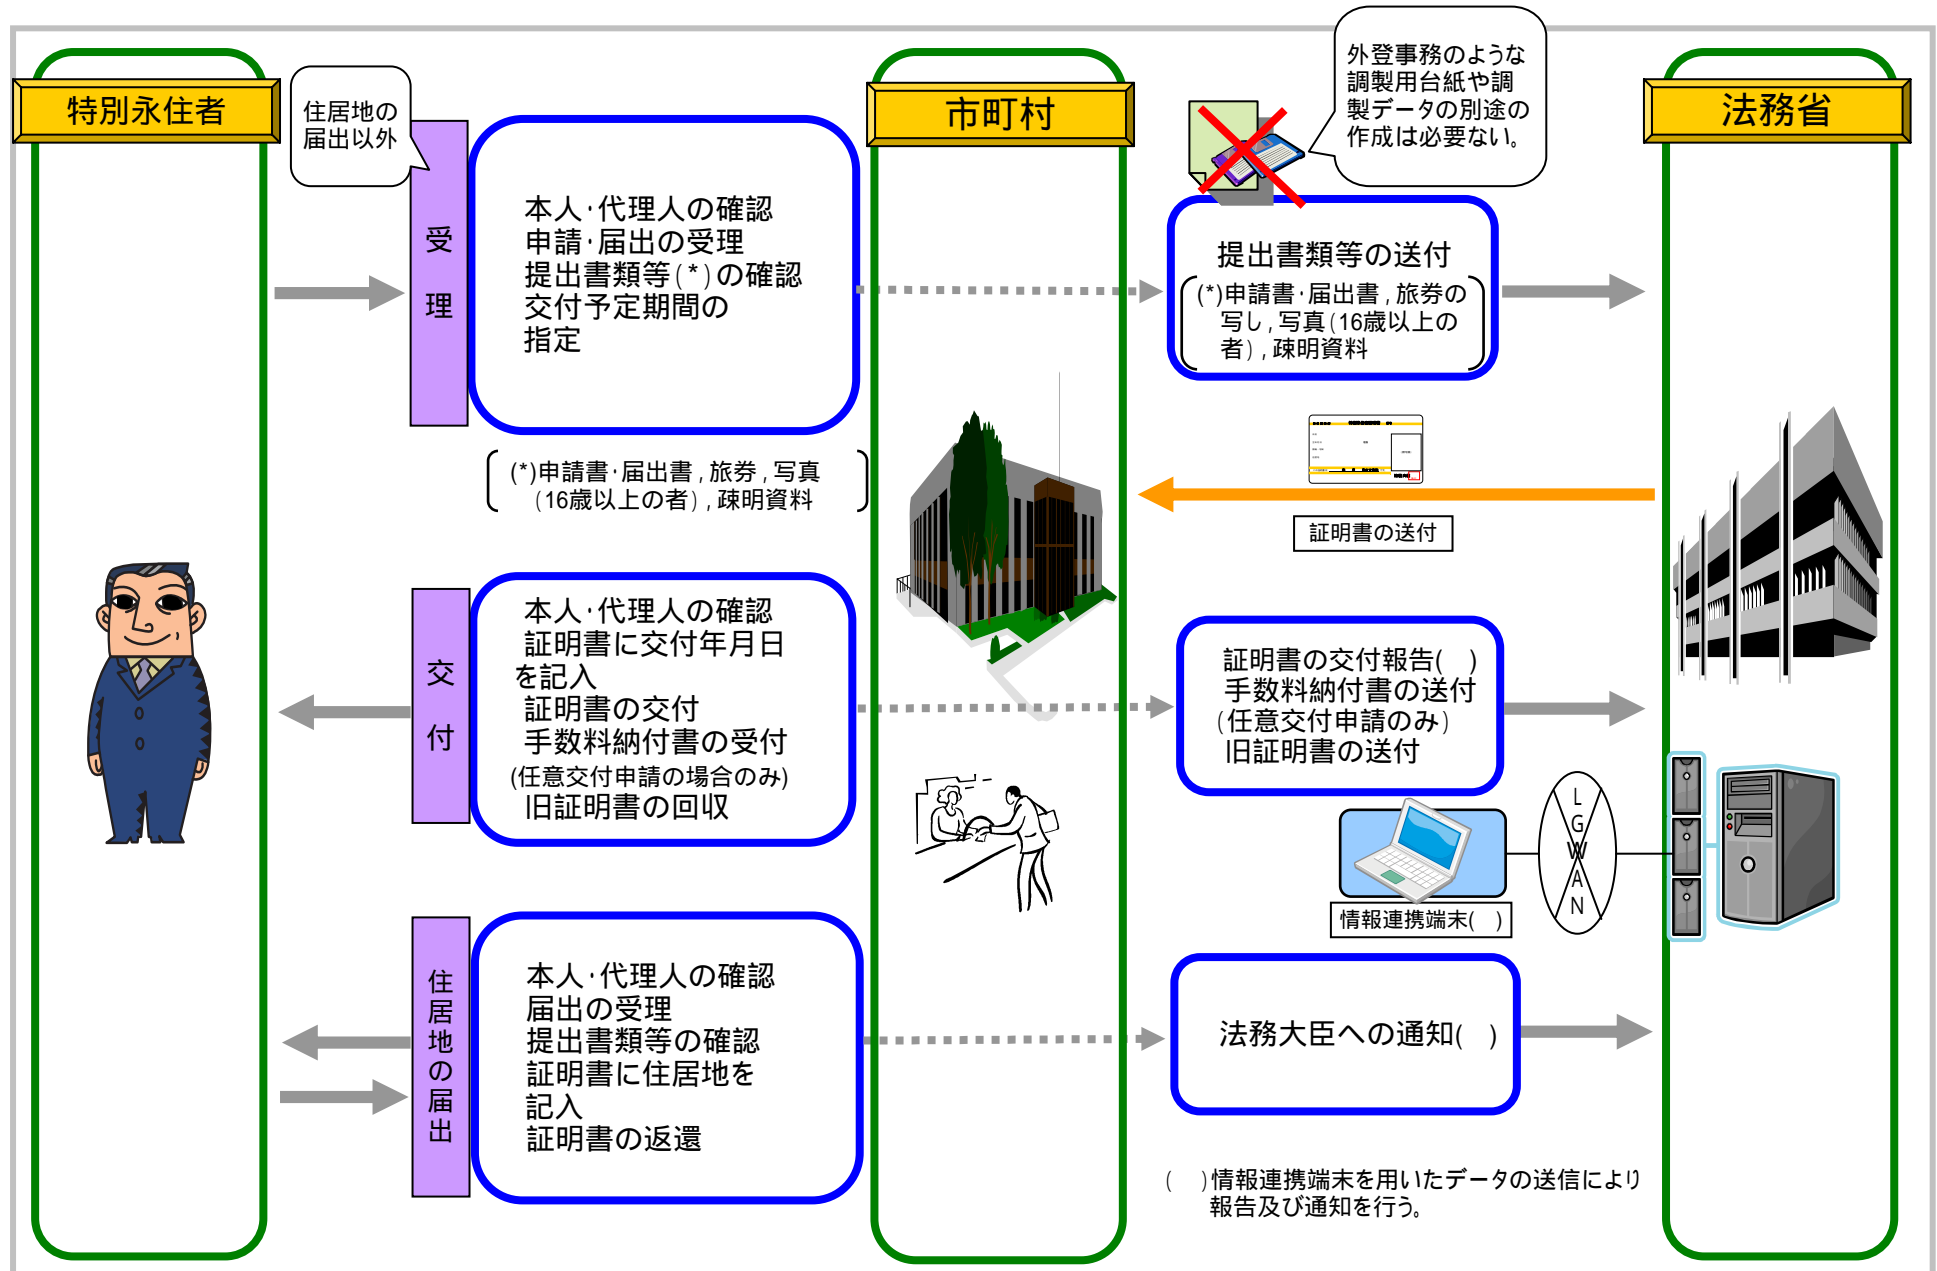 特別永住者
市町村
法務省
住居地の
届出以外
外登事務のような
調製用台紙や調
製データの別途の
作成は必要ない。
受理
本人・代理人の確認
申請・届出の受理
提出書類等(*)の確認
交付予定期間の
指定
(*)申請書・届出書,旅券,写真
(16歳以上の者),疎明資料
提出書類等の送付
(*)申請書・届出書,旅券の
写し,写真(16歳以上の
者),疎明資料
証明書の送付
交付
本人・代理人の確認
証明書に交付年月日
を記入
証明書の交付
手数料納付書の受付
(任意交付申請の場合のみ)
旧証明書の回収
証明書の交付報告( )
手数料納付書の送付
(任意交付申請のみ)
旧証明書の送付
LGWAN
情報連携端末( )
住居地の届出
本人・代理人の確認
届出の受理
提出書類等の確認
証明書に住居地を
記入
証明書の返還
法務大臣への通知( )
( )情報連携端末を用いたデータの送信により
報告及び通知を行う。